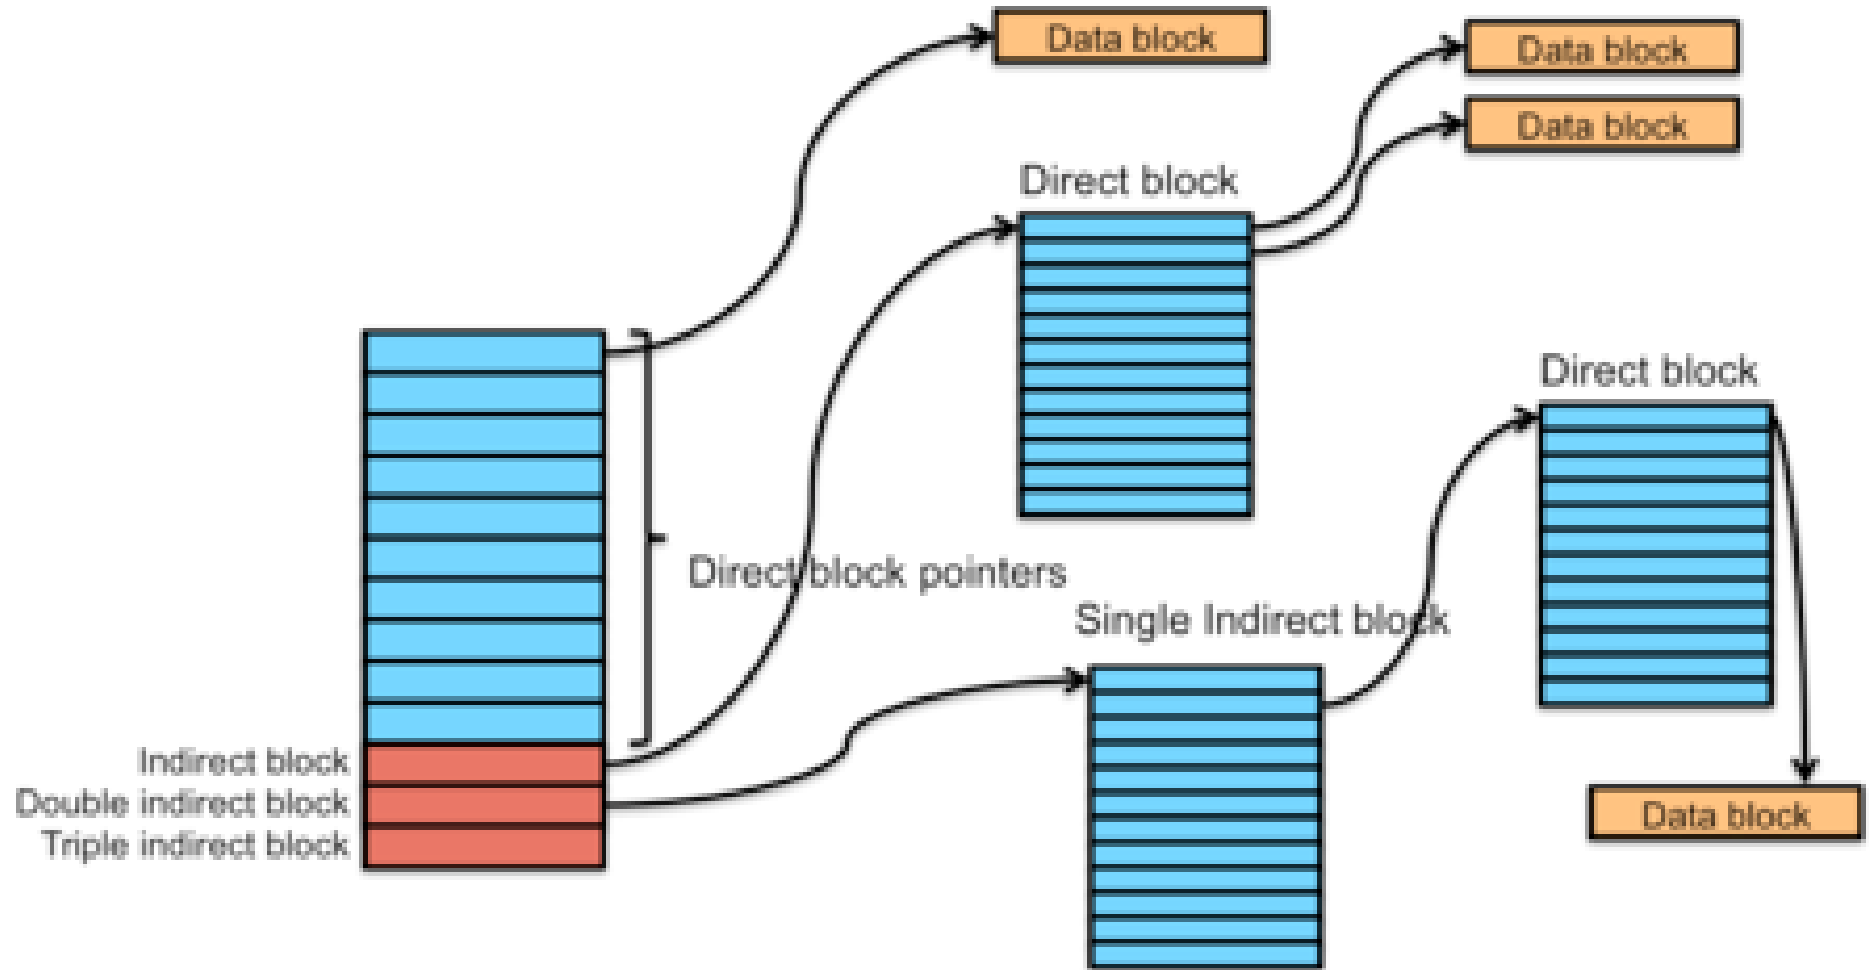 Data block
Data block
Data block
Direct block
Direct block
Direct block pointers
Single Indirect block
Indirect block
Double indirect block
Triple indirect block
Data block